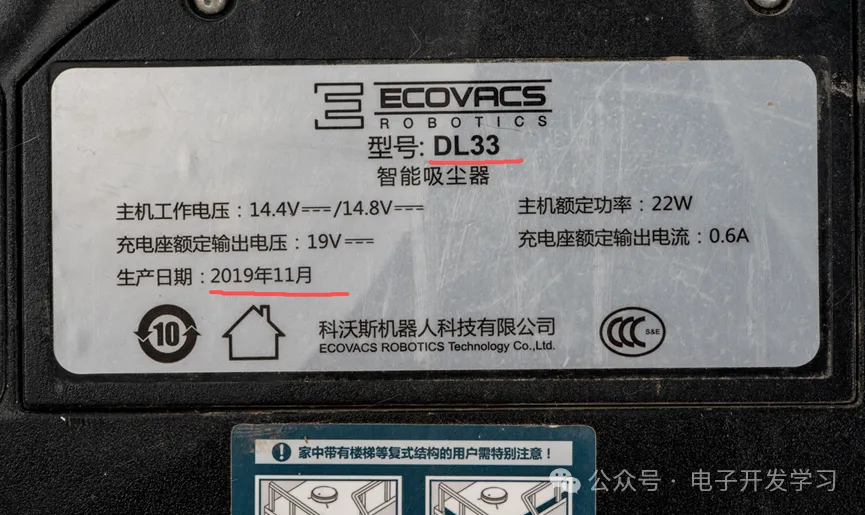 ECOVACS
ROBOTICS
型号: DL33
智能吸尘器
主机工作电压：14.4V⎓/14.8V⎓
主机额定功率：22W
充电座额定输出电压：19V⎓
充电座额定输出电流：0.6A
生产日期：2019年11月
10
科沃斯机器人科技有限公司
ECOVACS ROBOTICS Technology Co.,Ltd.
CCC S&E
! 家中带有楼梯等复式结构的用户需特别注意！
公众号 · 电子开发学习